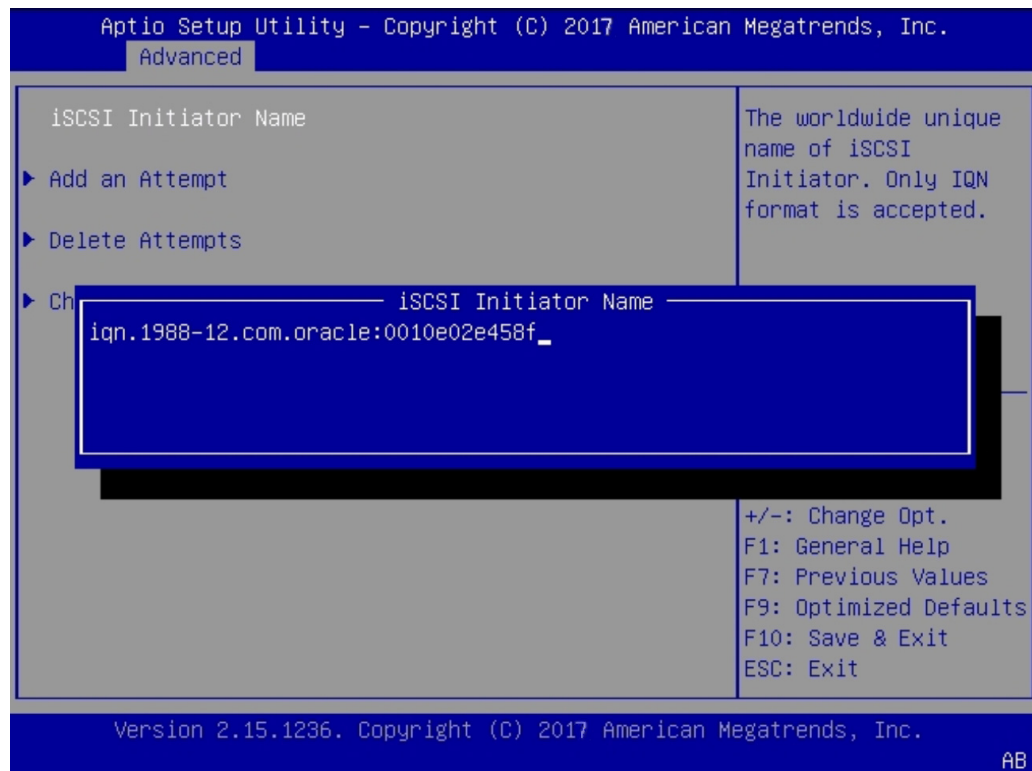 Aptio Setup Utility – Copyright (C) 2017 American Megatrends, Inc.
Advanced
iSCSI Initiator Name
Add an Attempt
Delete Attempts
Ch
The worldwide unique
name of iSCSI
Initiator. Only IQN
format is accepted.
iSCSI Initiator Name
iqn.1988-12.com.oracle:0010e02e458f_
+/-: Change Opt.
F1: General Help
F7: Previous Values
F9: Optimized Defaults
F10: Save & Exit
ESC: Exit
Version 2.15.1236. Copyright (C) 2017 American Megatrends, Inc.
AB